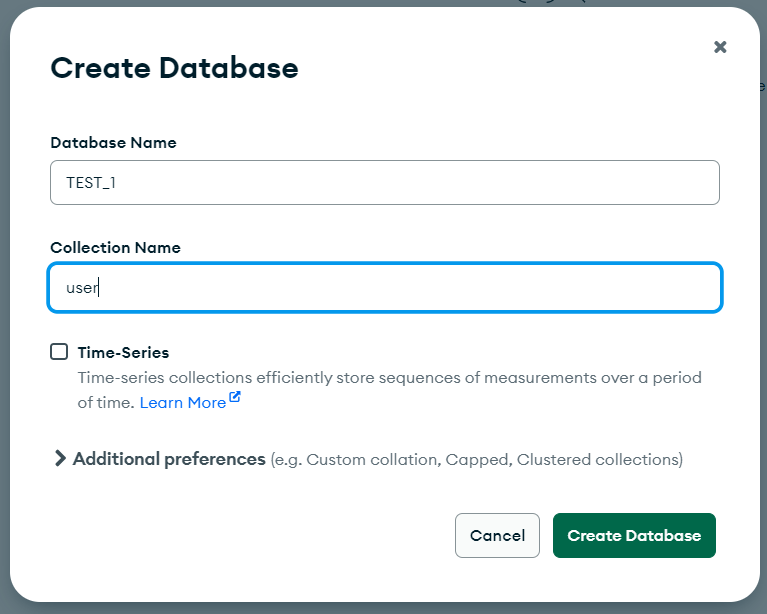 Create Database
Database Name
TEST_1
Collection Name
user
Time-Series
Time-series collections efficiently store sequences of measurements over a period
of time. Learn More
Additional preferences (e.g. Custom collation, Capped, Clustered collections)
Cancel
Create Database